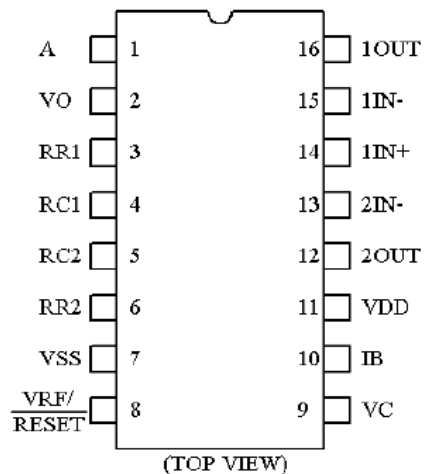 A 1 16 1OUT
VO 2 15 1IN-
RR1 3 14 1IN+
RC1 4 13 2IN-
RC2 5 12 2OUT
RR2 6 11 VDD
VSS 7 10 IB
VRF/
RESET 8 9 VC
(TOP VIEW)